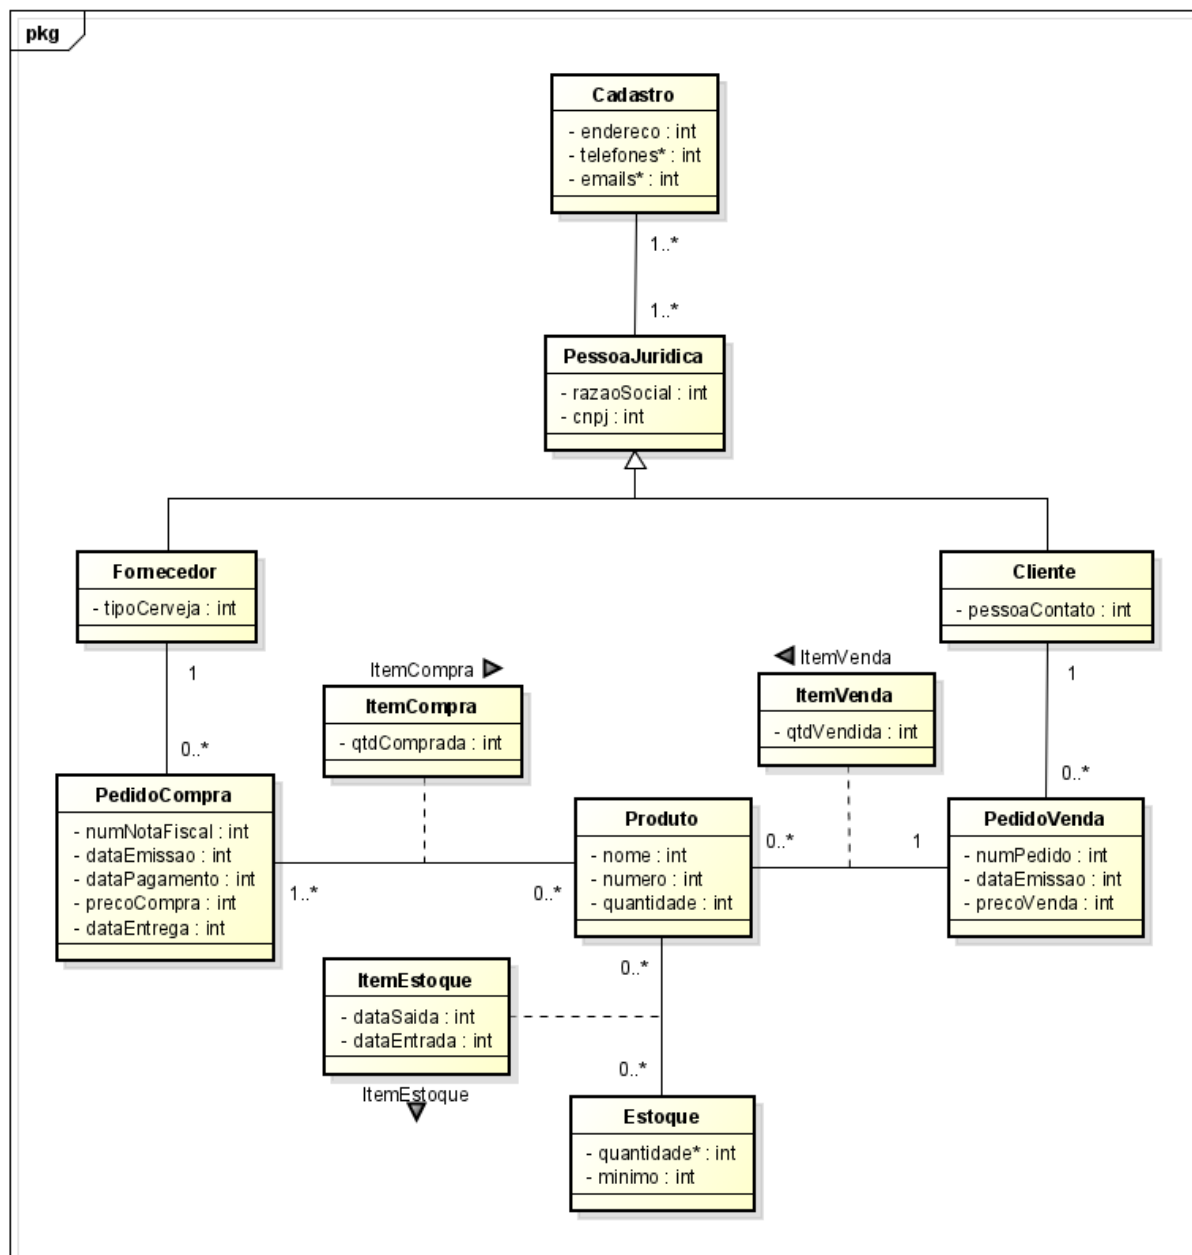 pkg
Cadastro
- endereco : int
- telefones* : int
- emails* : int
1..*
1..*
PessoaJuridica
- razaoSocial : int
- cnpj : int
Fornecedor
- tipoCerveja : int
Cliente
- pessoaContato : int
1
ItemCompra
ItemVenda
1
ItemCompra
- qtdComprada : int
ItemVenda
- qtdVendida : int
0..*
0..*
PedidoCompra
- numNotaFiscal : int
- dataEmissao : int
- dataPagamento : int
- precoCompra : int
- dataEntrega : int
Produto
- nome : int
- numero : int
- quantidade : int
PedidoVenda
- numPedido : int
- dataEmissao : int
- precoVenda : int
0..*
1
1..*
0..*
ItemEstoque
- dataSaida : int
- dataEntrada : int
ItemEstoque
0..*
0..*
Estoque
- quantidade* : int
- minimo : int